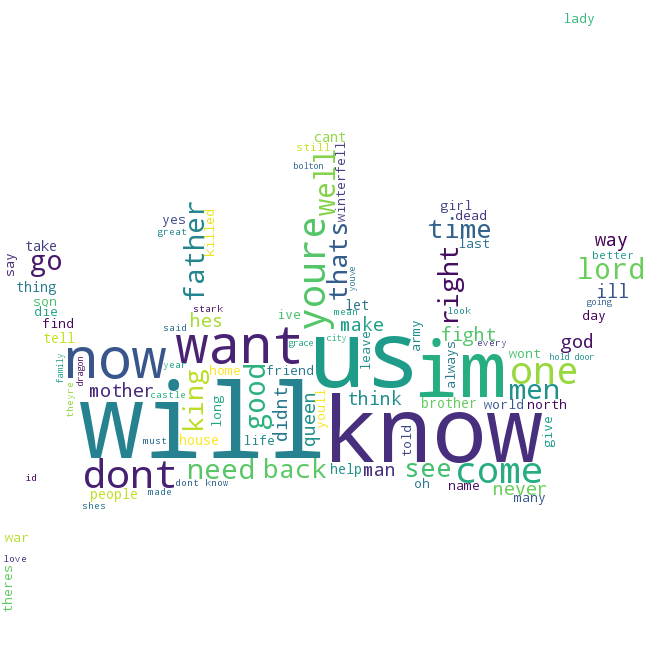 lady
cant
still
bolton
well
winterfell
yes
great
father
killed
youre
thats
youve
girl
dead
time
last
way
better
lord
ill
going
day
take
say
go
thing
son
die
find
tell
stark
said
hes
ive
mean
let
make
right
look
fight
army
leave
always
every
god
wont
hold door
one
men
now
want
us
im
grace
city
year
family
theyre
dragon
mother
castle
king
home
long
good
friend
didnt
queen
youll
think
brother
world
north
will
know
must
house
life
told
give
dont
need
back
help
man
see
come
oh
name
never
many
id
people
made
dont know
shes
war
love
theres